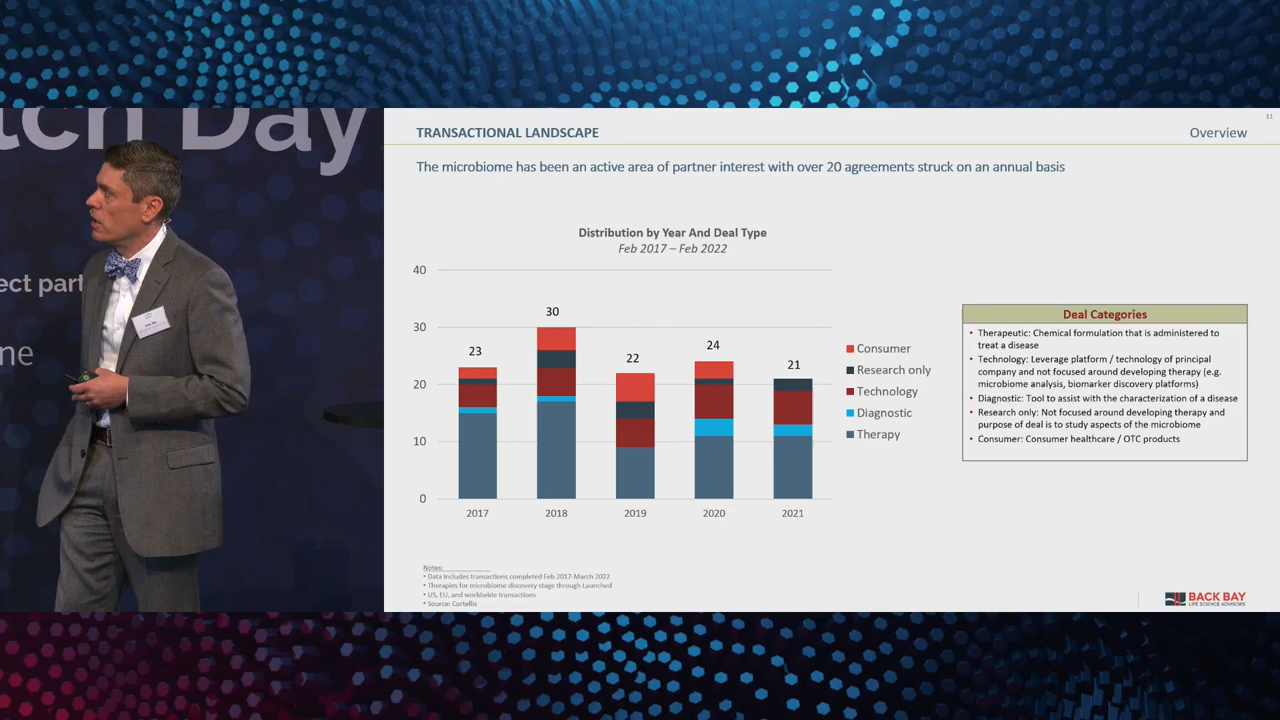 tch Day
ect part
ne
11
TRANSACTIONAL LANDSCAPE
Overview
The microbiome has been an active area of partner interest with over 20 agreements struck on an annual basis
Distribution by Year And Deal Type
Feb 2017 – Feb 2022
40
30
20
10
0
23
30
22
24
21
2017
2018
2019
2020
2021
Consumer
Research only
Technology
Diagnostic
Therapy
Deal Categories
• Therapeutic: Chemical formulation that is administered to
treat a disease
• Technology: Leverage platform / technology of principal
company and not focused around developing therapy (e.g.
microbiome analysis, biomarker discovery platforms)
• Diagnostic: Tool to assist with the characterization of a disease
• Research only: Not focused around developing therapy and
purpose of deal is to study aspects of the microbiome
• Consumer: Consumer healthcare / OTC products
Notes:
• Data includes transactions completed Feb 2017-March 2022
• Therapies for microbiome discovery stage through Launched
• US, EU, and worldwide transactions
• Source: Cortellis
BACK BAY
LIFE SCIENCE ADVISORS